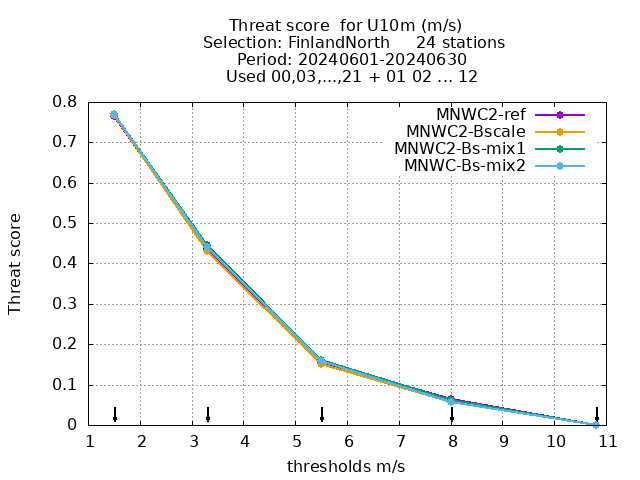 Threat score  for U10m (m/s)
Selection: FinlandNorth     24 stations
Period: 20240601-20240630
Used 00,03,...,21 + 01 02 ... 12
MNWC2-ref
MNWC2-Bscale
MNWC2-Bs-mix1
MNWC-Bs-mix2
Threat score
0.8
0.7
0.6
0.5
0.4
0.3
0.2
0.1
0
1 2 3 4 5 6 7 8 9 10 11
thresholds m/s